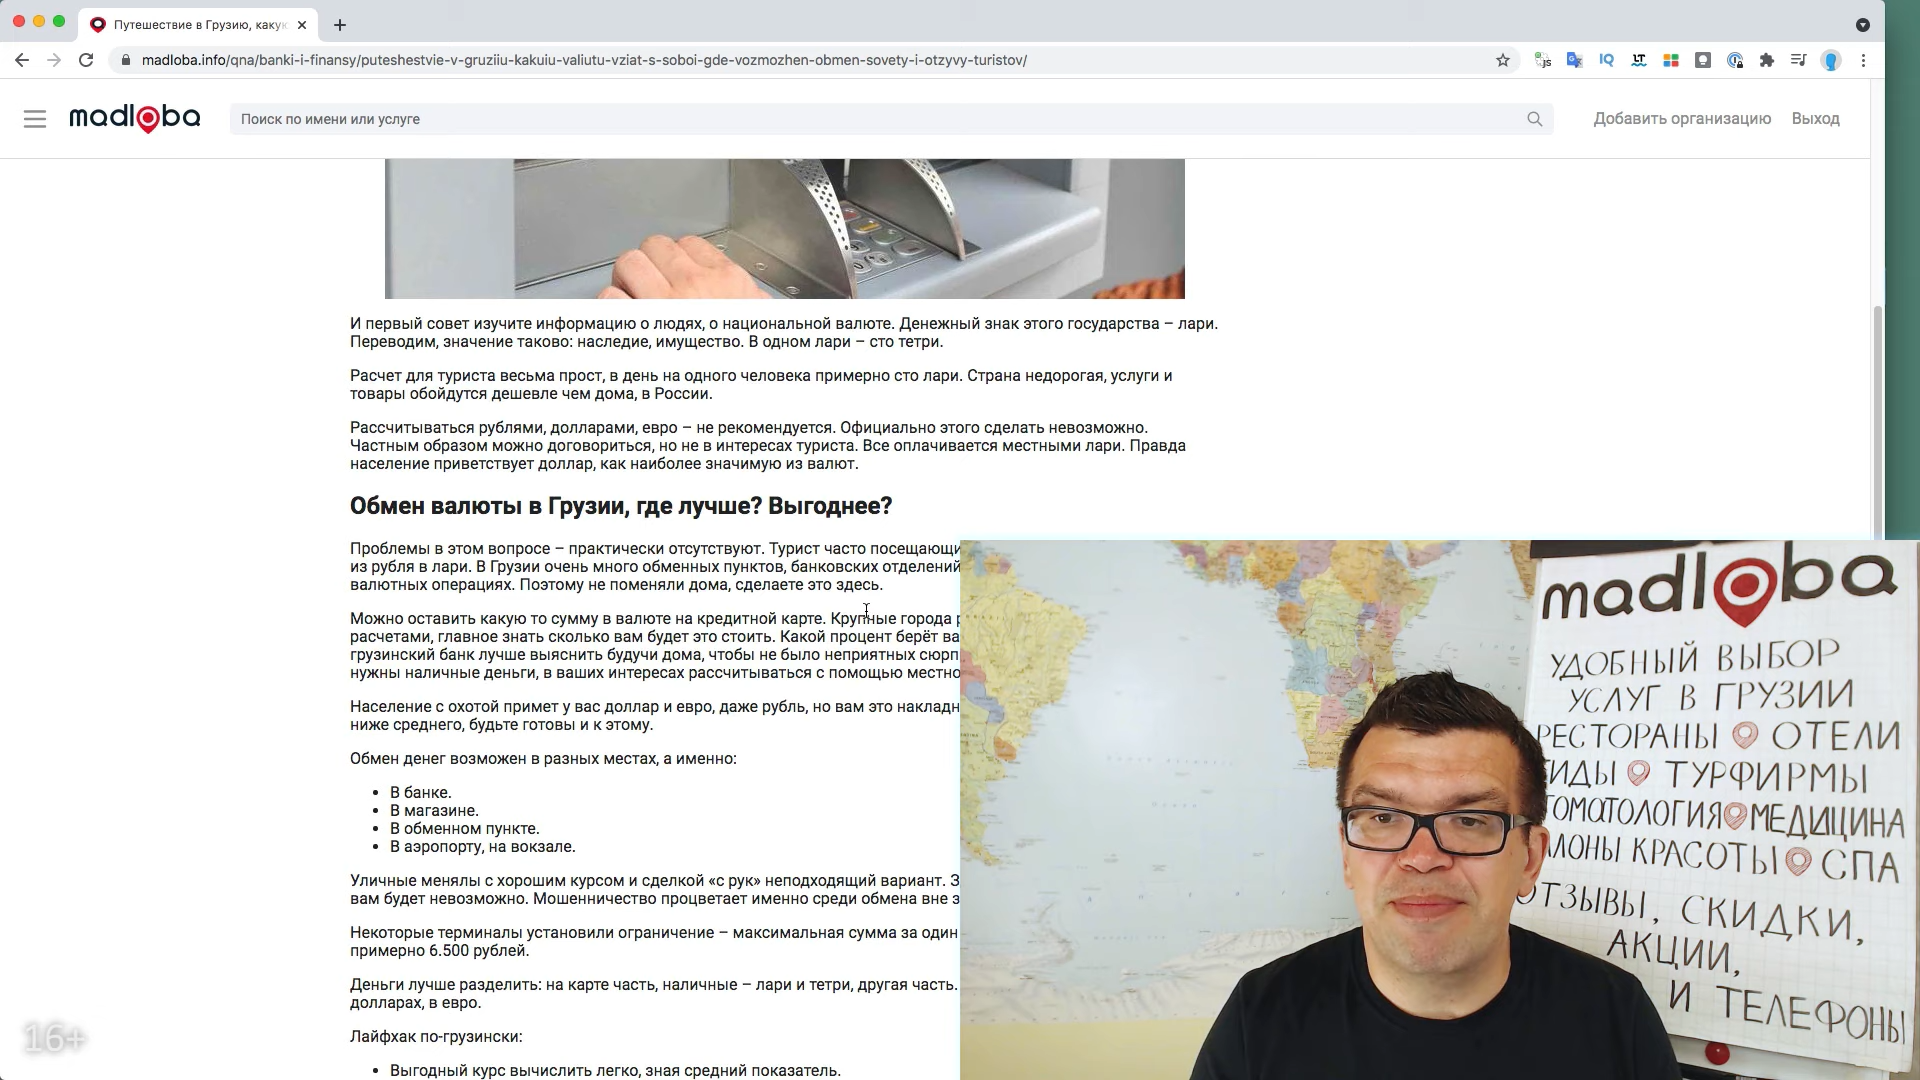 Путешествие в Грузию, какую
madloba.info/qna/banki-i-finansy/puteshestvie-v-gruziiu-kakuiu-valiutu-vziat-s-soboi-gde-vozmozhen-obmen-sovety-i-otzyvy-turistov/
madloba
Поиск по имени или услуге
Добавить организацию
Выход
И первый совет изучите информацию о людях, о национальной валюте. Денежный знак этого государства – лари.
Переводим, значение таково: наследие, имущество. В одном лари – сто тетри.
Расчет для туриста весьма прост, в день на одного человека примерно сто лари. Страна недорогая, услуги и
товары обойдутся дешевле чем дома, в России.
Рассчитываться рублями, долларами, евро – не рекомендуется. Официально этого сделать невозможно.
Частным образом можно договориться, но не в интересах туриста. Все оплачивается местными лари. Правда
население приветствует доллар, как наиболее значимую из валют.
Обмен валюты в Грузии, где лучше? Выгоднее?
Проблемы в этом вопросе – практически отсутствуют. Турист часто посещающи
из рубля в лари. В Грузии очень много обменных пунктов, банковских отделений
валютных операциях. Поэтому не поменяли дома, сделаете это здесь.
Можно оставить какую то сумму в валюте на кредитной карте. Крупные города р
расчетами, главное знать сколько вам будет это стоить. Какой процент берёт ва
грузинский банк лучше выяснить будучи дома, чтобы не было неприятных сюрп
нужны наличные деньги, в ваших интересах рассчитываться с помощью местно
Население с охотой примет у вас доллар и евро, даже рубль, но вам это накладн
ниже среднего, будьте готовы и к этому.
Обмен денег возможен в разных местах, а именно:
• В банке.
• В магазине.
• В обменном пункте.
• В аэропорту, на вокзале.
Уличные менялы с хорошим курсом и сделкой «с рук» неподходящий вариант. З
вам будет невозможно. Мошенничество процветает именно среди обмена вне з
Некоторые терминалы установили ограничение – максимальная сумма за один
примерно 6.500 рублей.
Деньги лучше разделить: на карте часть, наличные – лари и тетри, другая часть.
долларах, в евро.
Лайфхак по-грузински:
• Выгодный курс вычислить легко, зная средний показатель.
16+
madloba
УДОБНЫЙ ВЫБОР
УСЛУГ В ГРУЗИИ
РЕСТОРАНЫ ОТЕЛИ
ИДЫ ТУРФИРМЫ
ТОМАТОЛОГИЯ МЕДИЦИНА
ЛОНЫ КРАСОТЫ СПА
ОТЗЫВЫ, СКИДКИ,
АКЦИИ,
И ТЕЛЕФОНЫ